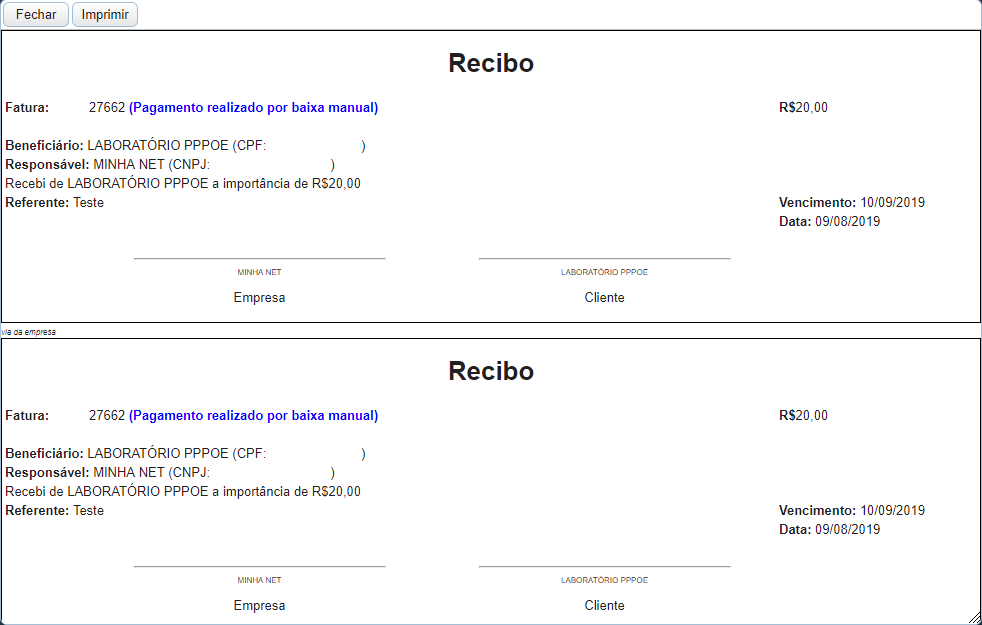 Fechar Imprimir
Recibo
Fatura: 27662 (Pagamento realizado por baixa manual) R$20,00
Beneficiário: LABORATÓRIO PPPOE (CPF: )
Responsável: MINHA NET (CNPJ: )
Recebi de LABORATÓRIO PPPOE a importância de R$20,00
Referente: Teste Vencimento: 10/09/2019
Data: 09/08/2019
MINHA NET LABORATÓRIO PPPOE
Empresa Cliente
via da empresa
Recibo
Fatura: 27662 (Pagamento realizado por baixa manual) R$20,00
Beneficiário: LABORATÓRIO PPPOE (CPF: )
Responsável: MINHA NET (CNPJ: )
Recebi de LABORATÓRIO PPPOE a importância de R$20,00
Referente: Teste Vencimento: 10/09/2019
Data: 09/08/2019
MINHA NET LABORATÓRIO PPPOE
Empresa Cliente